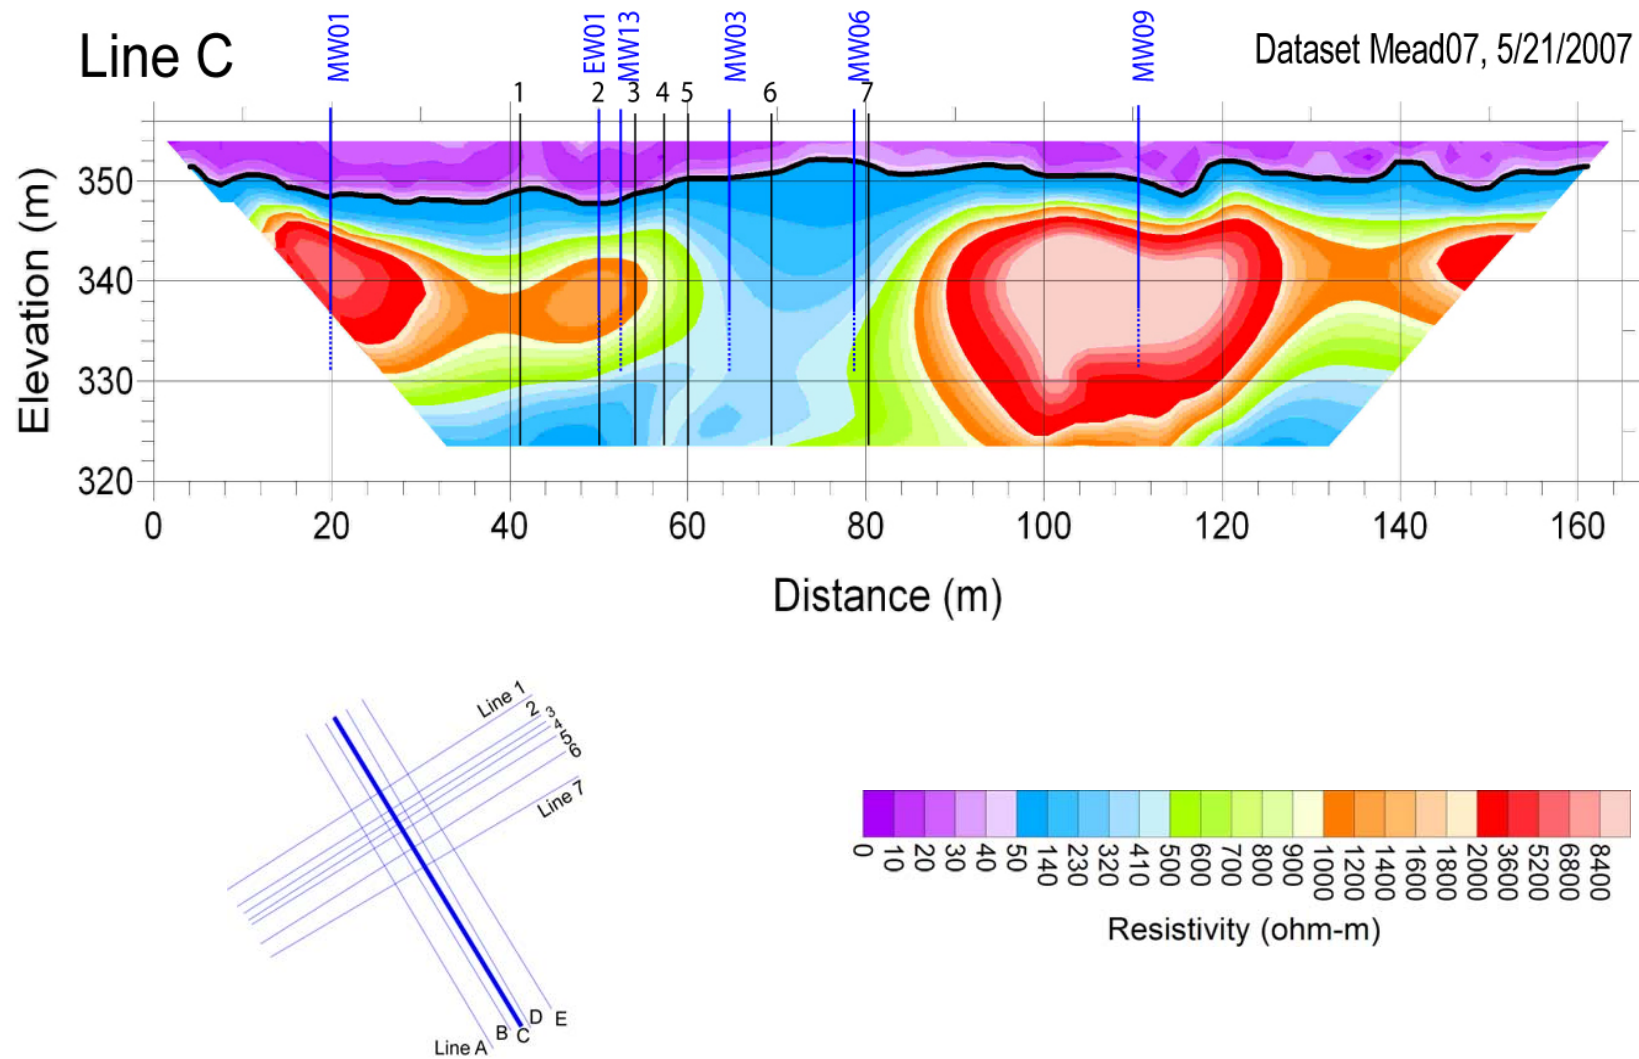 Line C
Dataset Mead07, 5/21/2007
MW01
EW01
MW13
MW03
MW06
MW09
1 2 3 4 5 6 7
Elevation (m)
350
340
330
320
0 20 40 60 80 100 120 140 160
Distance (m)
Line 1
2
3
4
5
6
Line 7
Line A
B
C
D
E
0 10 20 30 40 50 140 230 320 410 500 600 700 800 900 1000 1200 1400 1600 1800 2000 3600 5200 6800 8400
Resistivity (ohm-m)